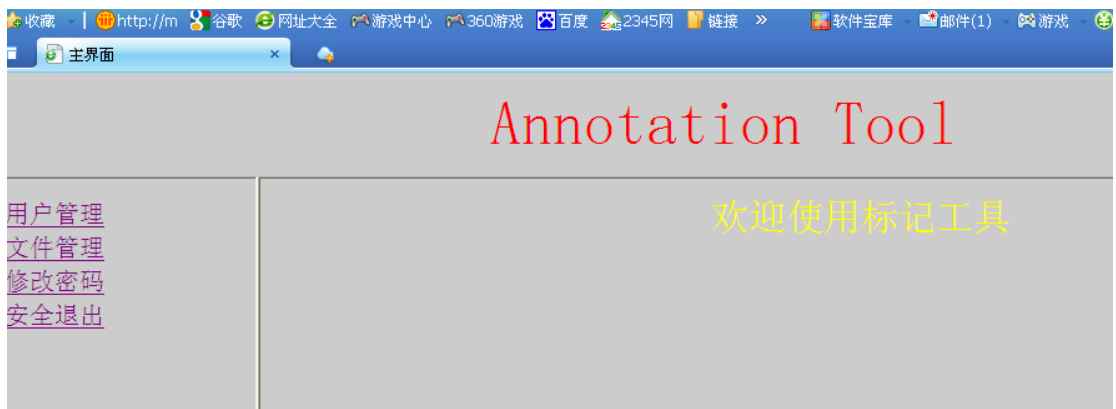 收藏 http://m 谷歌 网址大全 游戏中心 360游戏 百度 2345网 链接 » 软件宝库 邮件(1) 游戏
主界面
Annotation Tool
用户管理
文件管理
修改密码
安全退出
欢迎使用标记工具